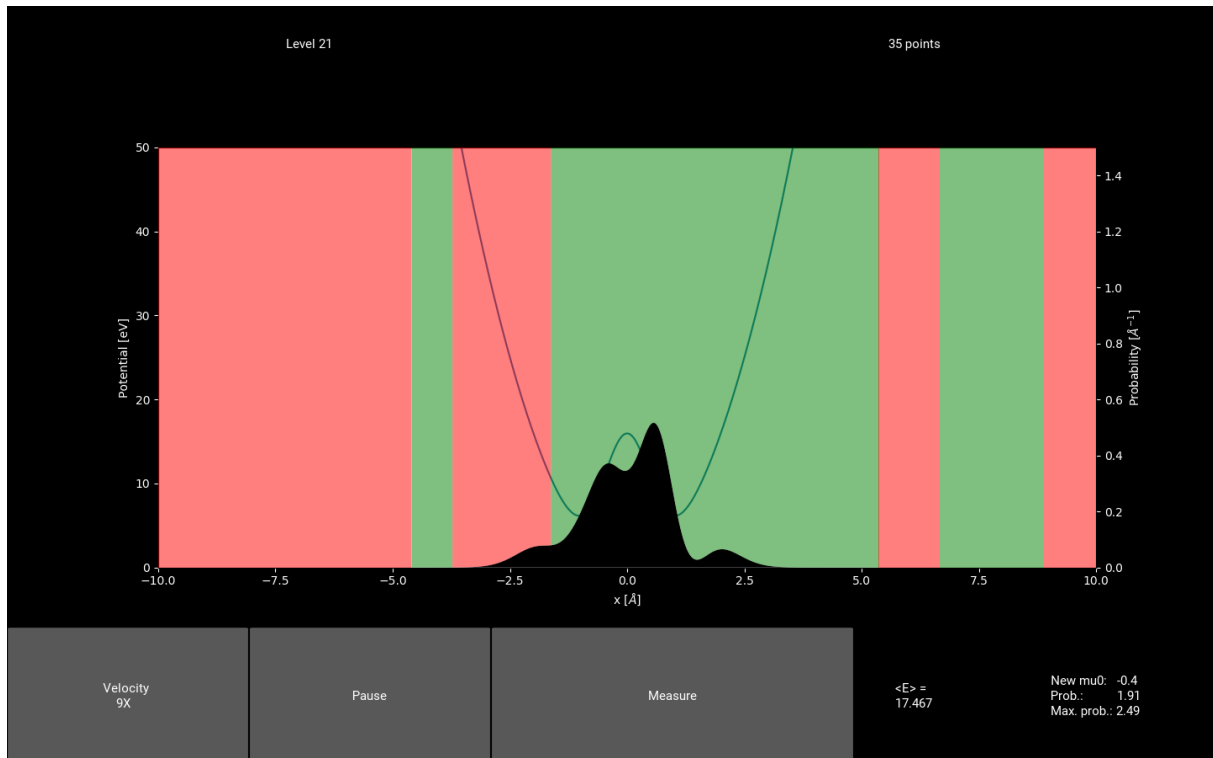 Level 21
35 points
50
40
30
20
10
0
Potential [eV]
1.4
1.2
1.0
0.8
0.6
0.4
0.2
0.0
Probability [Å⁻¹]
−10.0 −7.5 −5.0 −2.5 0.0 2.5 5.0 7.5 10.0
x [Å]
Velocity
9X
Pause
Measure
<E> =
17.467
New mu0: -0.4
Prob.: 1.91
Max. prob.: 2.49